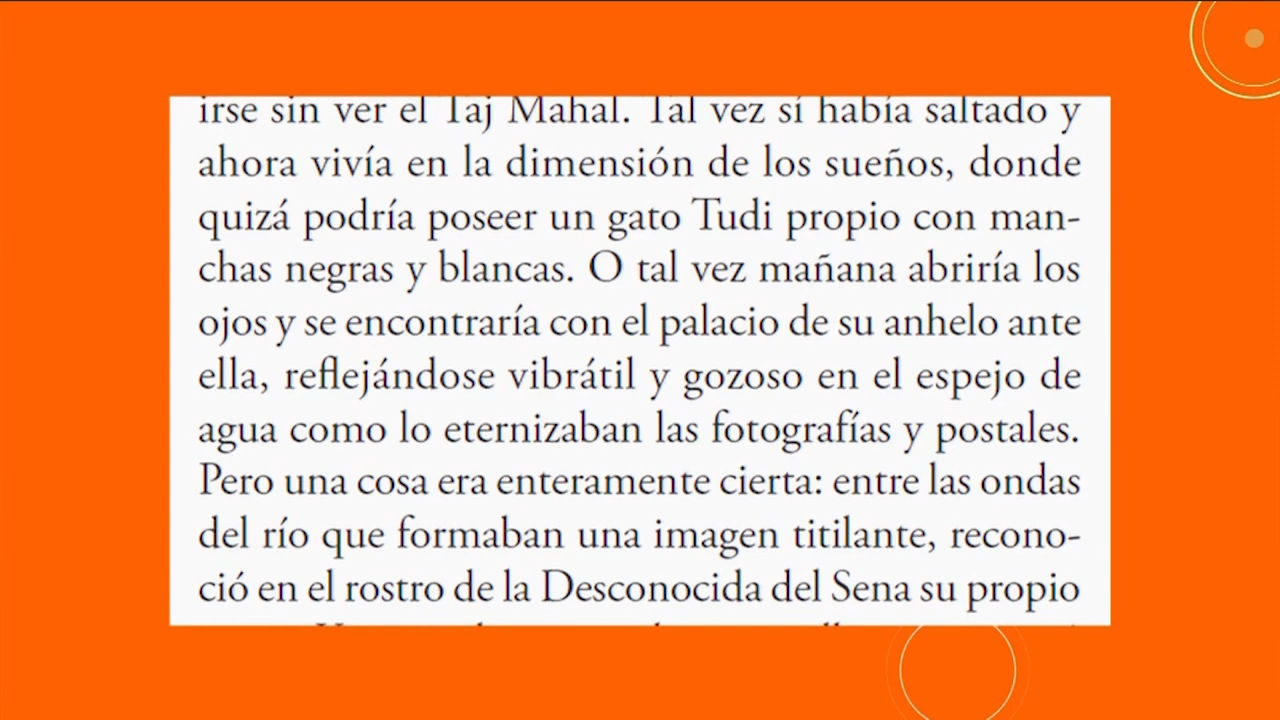 irse sin ver el Taj Mahal. Tal vez sí había saltado y
ahora vivía en la dimensión de los sueños, donde
quizá podría poseer un gato Tudi propio con man-
chas negras y blancas. O tal vez mañana abriría los
ojos y se encontraría con el palacio de su anhelo ante
ella, reflejándose vibrátil y gozoso en el espejo de
agua como lo eternizaban las fotografías y postales.
Pero una cosa era enteramente cierta: entre las ondas
del río que formaban una imagen titilante, recono-
ció en el rostro de la Desconocida del Sena su propio